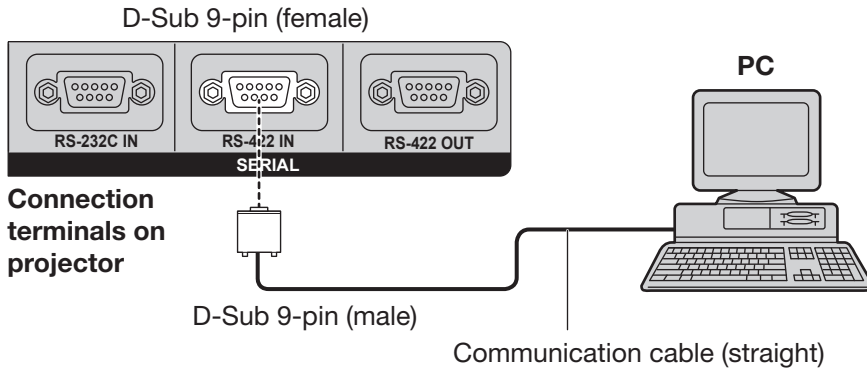 D-Sub 9-pin (female)
PC
RS-232C IN
RS-422 IN
RS-422 OUT
SERIAL
Connection
terminals on
projector
D-Sub 9-pin (male)
Communication cable (straight)